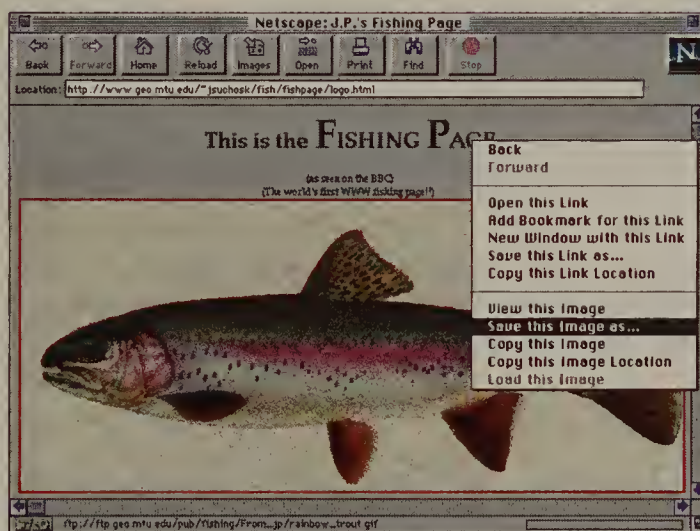 Netscape: J.P.'s Fishing Page
Back Forward Home Reload Images Open Print Find Stop
N
Location: http://www.geo.mtu.edu/~jsuchosk/fish/fishpage/logo.html
This is the FISHING PAGE
(as seen on the BBC)
(The world's first WWW fishing page!!)
Back
Forward
Open this Link
Add Bookmark for this Link
New Window with this Link
Save this Link as...
Copy this Link Location
View this Image
Save this Image as...
Copy this Image
Copy this Image Location
Load this Image
ftp://ftp.geo.mtu.edu/pub/fishing/From_jp/rainbow_trout.gif